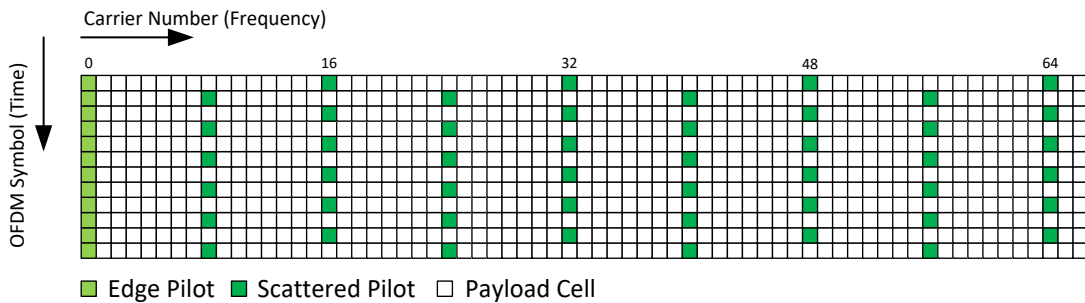 Carrier Number (Frequency)
OFDM Symbol (Time)
0 16 32 48 64
Edge Pilot Scattered Pilot Payload Cell